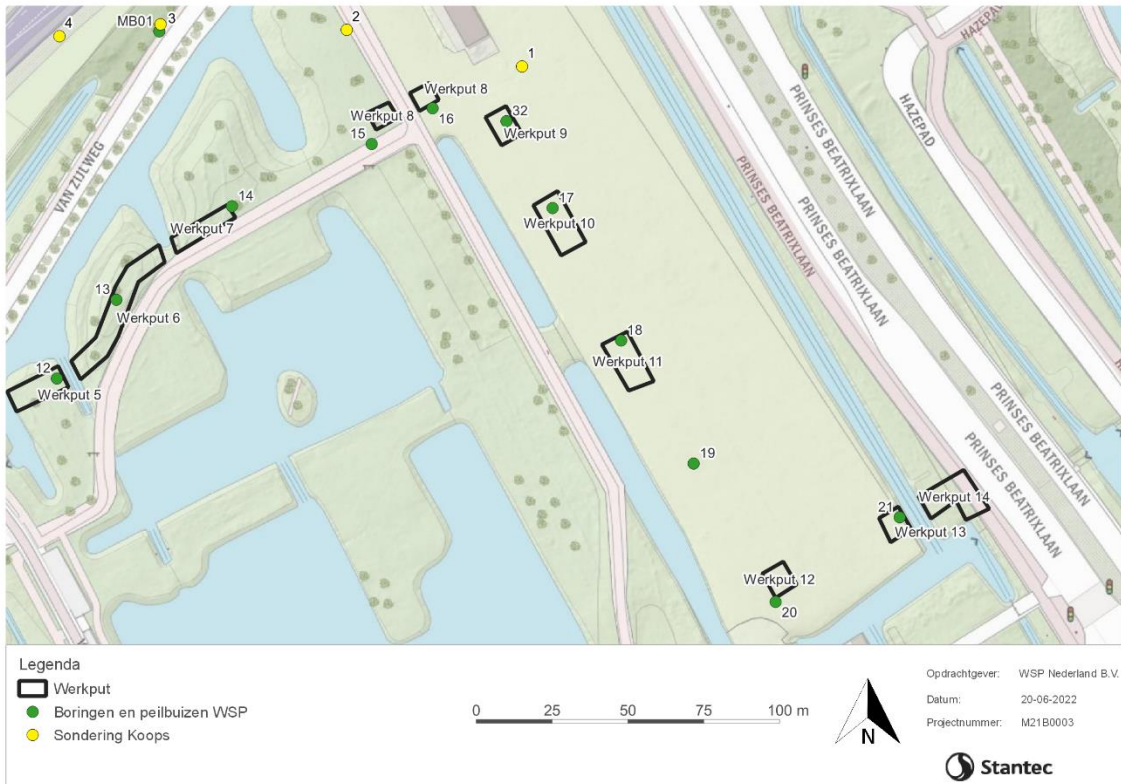 4
MB01
3
2
1
HAZEPAD
VAN ZIJLWEG
Werkput 8
Werkput 8
16
15
32
Werkput 9
PRINSES BEATRIXLAAN
HAZEPAD
14
Werkput 7
17
Werkput 10
PRINSES BEATRIXLAAN
PRINSES BEATRIXLAAN
13
Werkput 6
18
Werkput 11
12
Werkput 5
PRINSES BEATRIXLAAN
19
PRINSES BEATRIXLAAN
Werkput 14
21
Werkput 13
Werkput 12
20
Legenda
Werkput
Boringen en peilbuizen WSP
Sondering Koops
0 25 50 75 100 m
N
Opdrachtgever: WSP Nederland B.V.
Datum: 20-06-2022
Projectnummer: M21B0003
Stantec